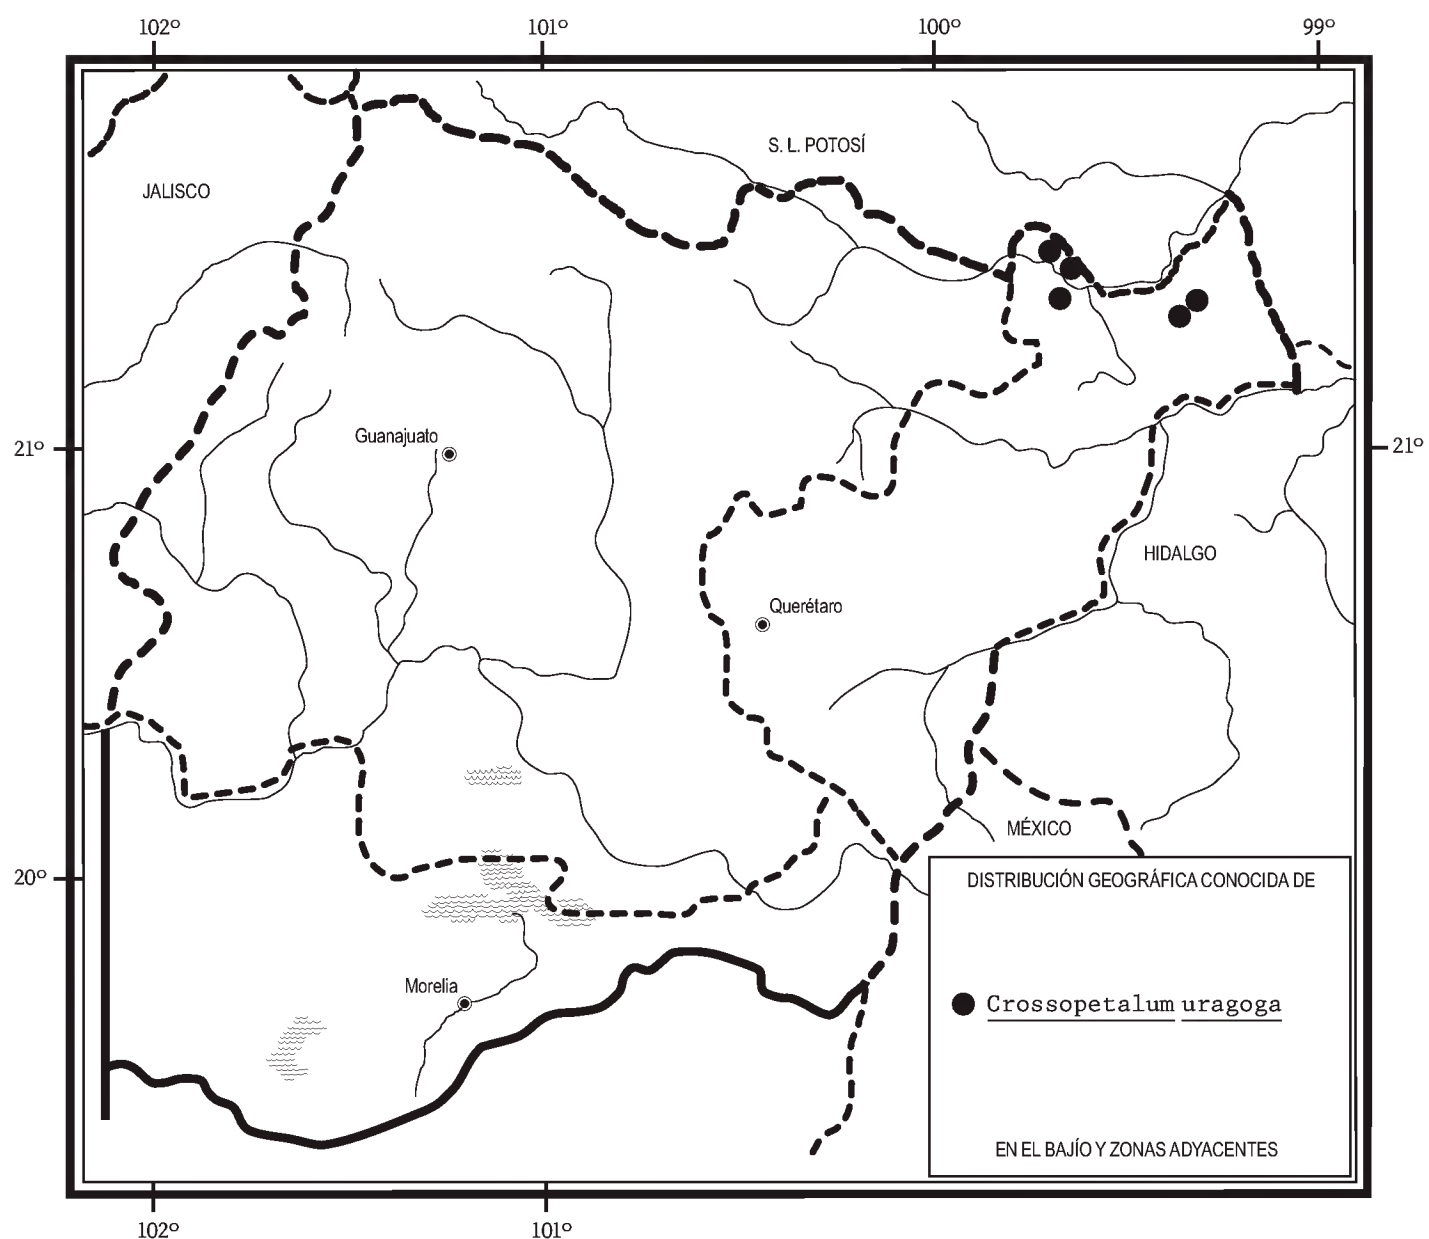 102º 101º 100º 99º
S. L. POTOSÍ
JALISCO
Guanajuato
21º 21º
HIDALGO
Querétaro
MÉXICO
20º
DISTRIBUCIÓN GEOGRÁFICA CONOCIDA DE
Morelia
Crossopetalum uragoga
EN EL BAJÍO Y ZONAS ADYACENTES
102º 101º